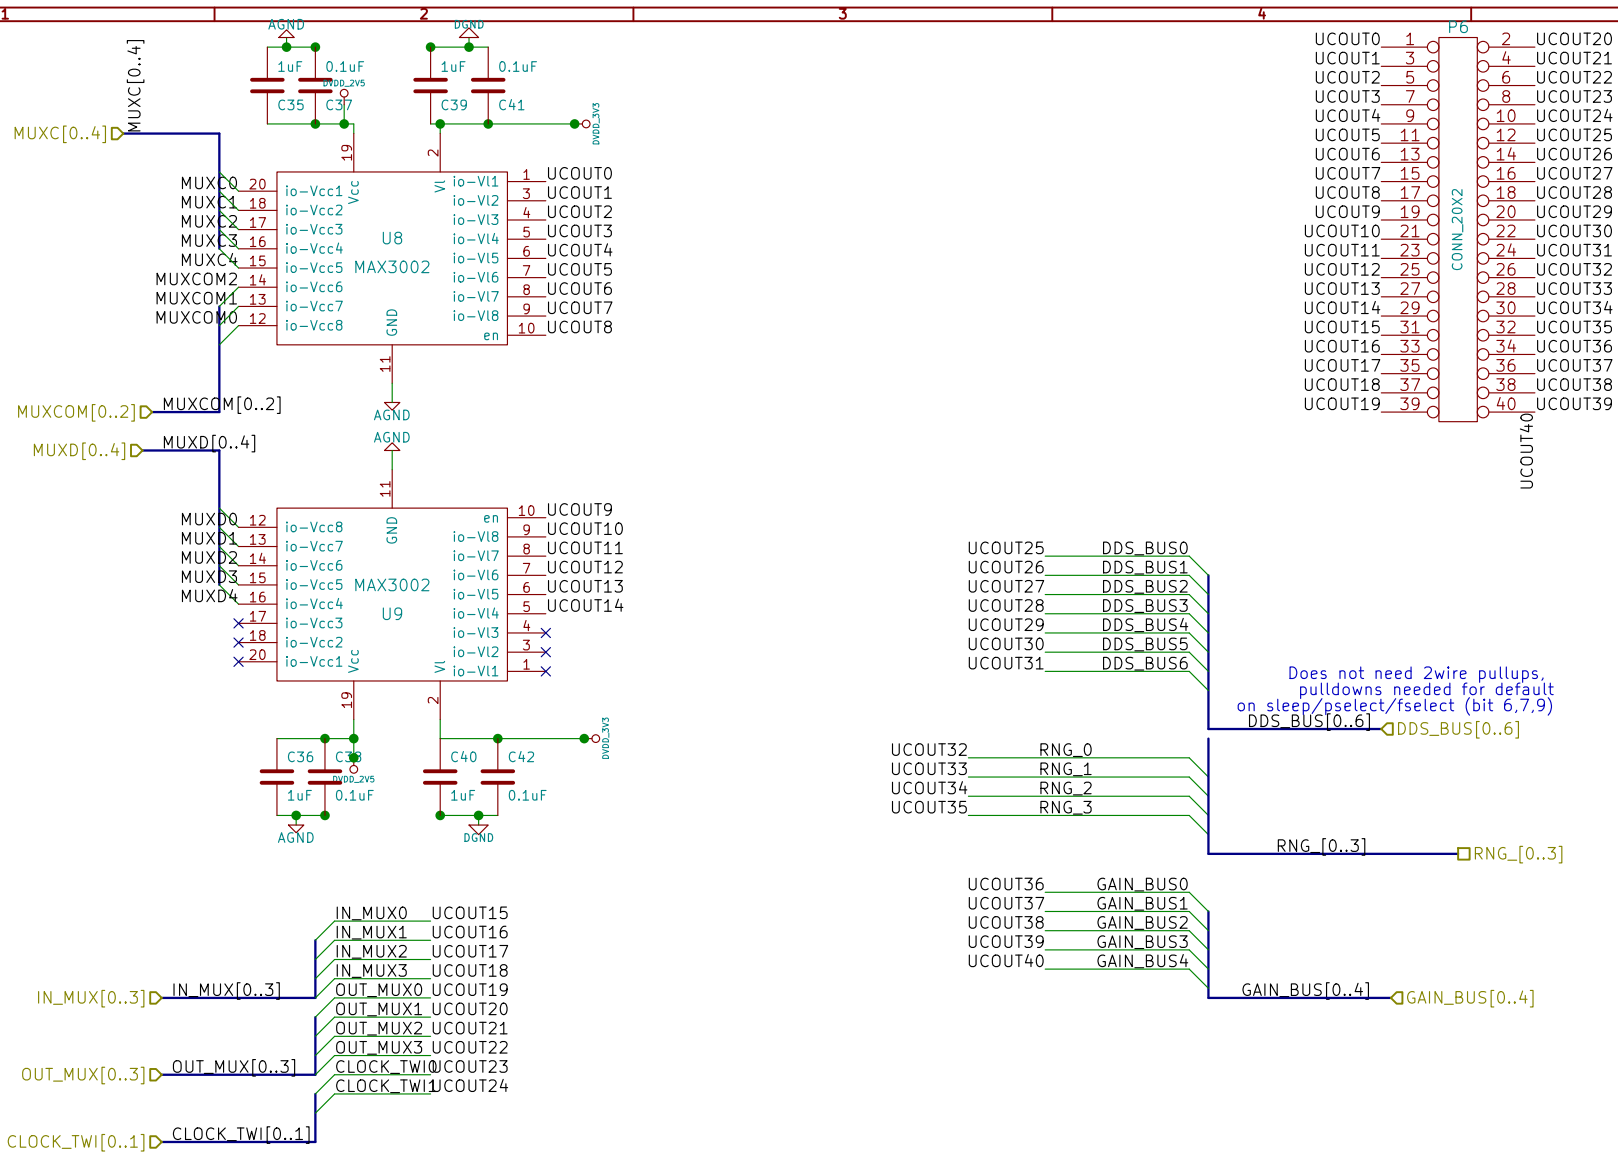 1
2
3
4
AGND
DGND
P6
MUXC[0..4]
1uF
0.1uF
1uF
0.1uF
DVDD_2V5
C35
C37
C39
C41
DVDD_3V3
MUXC[0..4]
19
2
MUXC0 20 io-Vcc1
MUXC1 18 io-Vcc2
MUXC2 17 io-Vcc3
MUXC3 16 io-Vcc4
MUXC4 15 io-Vcc5
MUXCOM2 14 io-Vcc6
MUXCOM1 13 io-Vcc7
MUXCOM0 12 io-Vcc8
Vcc
Vl
U8
MAX3002
GND
io-Vl1 1 UCOUT0
io-Vl2 3 UCOUT1
io-Vl3 4 UCOUT2
io-Vl4 5 UCOUT3
io-Vl5 6 UCOUT4
io-Vl6 7 UCOUT5
io-Vl7 8 UCOUT6
io-Vl8 9 UCOUT7
en 10 UCOUT8
11
AGND
MUXCOM[0..2]
MUXCOM[0..2]
MUXD[0..4]
MUXD[0..4]
AGND
11
MUXD0 12 io-Vcc8
MUXD1 13 io-Vcc7
MUXD2 14 io-Vcc6
MUXD3 15 io-Vcc5
MUXD4 16 io-Vcc4
17 io-Vcc3
18 io-Vcc2
20 io-Vcc1
GND
MAX3002
U9
Vcc
Vl
en 10 UCOUT9
io-Vl8 9 UCOUT10
io-Vl7 8 UCOUT11
io-Vl6 7 UCOUT12
io-Vl5 6 UCOUT13
io-Vl4 5 UCOUT14
io-Vl3 4
io-Vl2 3
io-Vl1 1
19
2
DVDD_3V3
C36
C38
C40
C42
DVDD_2V5
1uF
0.1uF
1uF
0.1uF
AGND
DGND
IN_MUX0 UCOUT15
IN_MUX1 UCOUT16
IN_MUX2 UCOUT17
IN_MUX3 UCOUT18
OUT_MUX0 UCOUT19
OUT_MUX1 UCOUT20
OUT_MUX2 UCOUT21
OUT_MUX3 UCOUT22
CLOCK_TWI0 UCOUT23
CLOCK_TWI1 UCOUT24
IN_MUX[0..3] IN_MUX[0..3]
OUT_MUX[0..3] OUT_MUX[0..3]
CLOCK_TWI[0..1] CLOCK_TWI[0..1]
UCOUT0 1 2 UCOUT20
UCOUT1 3 4 UCOUT21
UCOUT2 5 6 UCOUT22
UCOUT3 7 8 UCOUT23
UCOUT4 9 10 UCOUT24
UCOUT5 11 12 UCOUT25
UCOUT6 13 14 UCOUT26
UCOUT7 15 16 UCOUT27
UCOUT8 17 18 UCOUT28
UCOUT9 19 20 UCOUT29
UCOUT10 21 22 UCOUT30
UCOUT11 23 24 UCOUT31
UCOUT12 25 26 UCOUT32
UCOUT13 27 28 UCOUT33
UCOUT14 29 30 UCOUT34
UCOUT15 31 32 UCOUT35
UCOUT16 33 34 UCOUT36
UCOUT17 35 36 UCOUT37
UCOUT18 37 38 UCOUT38
UCOUT19 39 40 UCOUT39
CONN_20X2
UCOUT40
UCOUT25 DDS_BUS0
UCOUT26 DDS_BUS1
UCOUT27 DDS_BUS2
UCOUT28 DDS_BUS3
UCOUT29 DDS_BUS4
UCOUT30 DDS_BUS5
UCOUT31 DDS_BUS6
Does not need 2wire pullups,
pulldowns needed for default
on sleep/pselect/fselect (bit 6,7,9)
DDS_BUS[0..6] DDS_BUS[0..6]
UCOUT32 RNG_0
UCOUT33 RNG_1
UCOUT34 RNG_2
UCOUT35 RNG_3
RNG_[0..3] RNG_[0..3]
UCOUT36 GAIN_BUS0
UCOUT37 GAIN_BUS1
UCOUT38 GAIN_BUS2
UCOUT39 GAIN_BUS3
UCOUT40 GAIN_BUS4
GAIN_BUS[0..4] GAIN_BUS[0..4]